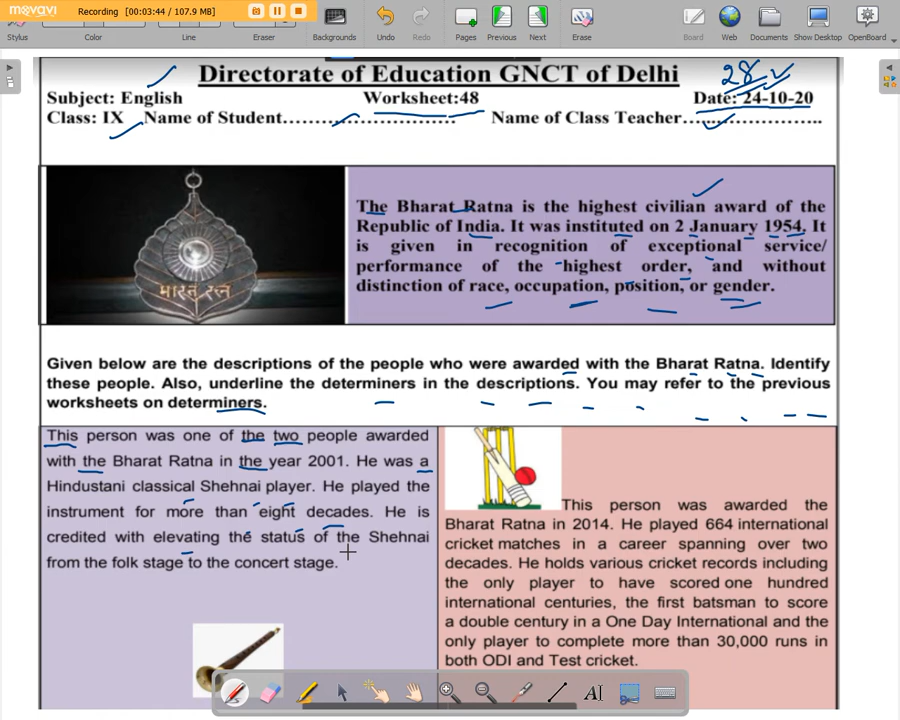 movavi
Recording [00:03:44 / 107.9 MB]
Stylus
Color
Line
Eraser
Backgrounds
Undo
Redo
Pages
Previous
Next
Erase
Board
Web
Documents
Show Desktop
OpenBoard
28
Directorate of Education GNCT of Delhi
Subject: English Worksheet:48 Date: 24-10-20
Class: IX Name of Student............................ Name of Class Teacher........................
भारत रत्न
The Bharat Ratna is the highest civilian award of the
Republic of India. It was instituted on 2 January 1954. It
is given in recognition of exceptional service/
performance of the highest order, and without
distinction of race, occupation, position, or gender.
Given below are the descriptions of the people who were awarded with the Bharat Ratna. Identify
these people. Also, underline the determiners in the descriptions. You may refer to the previous
worksheets on determiners.
This person was one of the two people awarded
with the Bharat Ratna in the year 2001. He was a
Hindustani classical Shehnai player. He played the
instrument for more than eight decades. He is
credited with elevating the status of the Shehnai
from the folk stage to the concert stage.
This person was awarded the
Bharat Ratna in 2014. He played 664 international
cricket matches in a career spanning over two
decades. He holds various cricket records including
the only player to have scored one hundred
international centuries, the first batsman to score
a double century in a One Day International and the
only player to complete more than 30,000 runs in
both ODI and Test cricket.